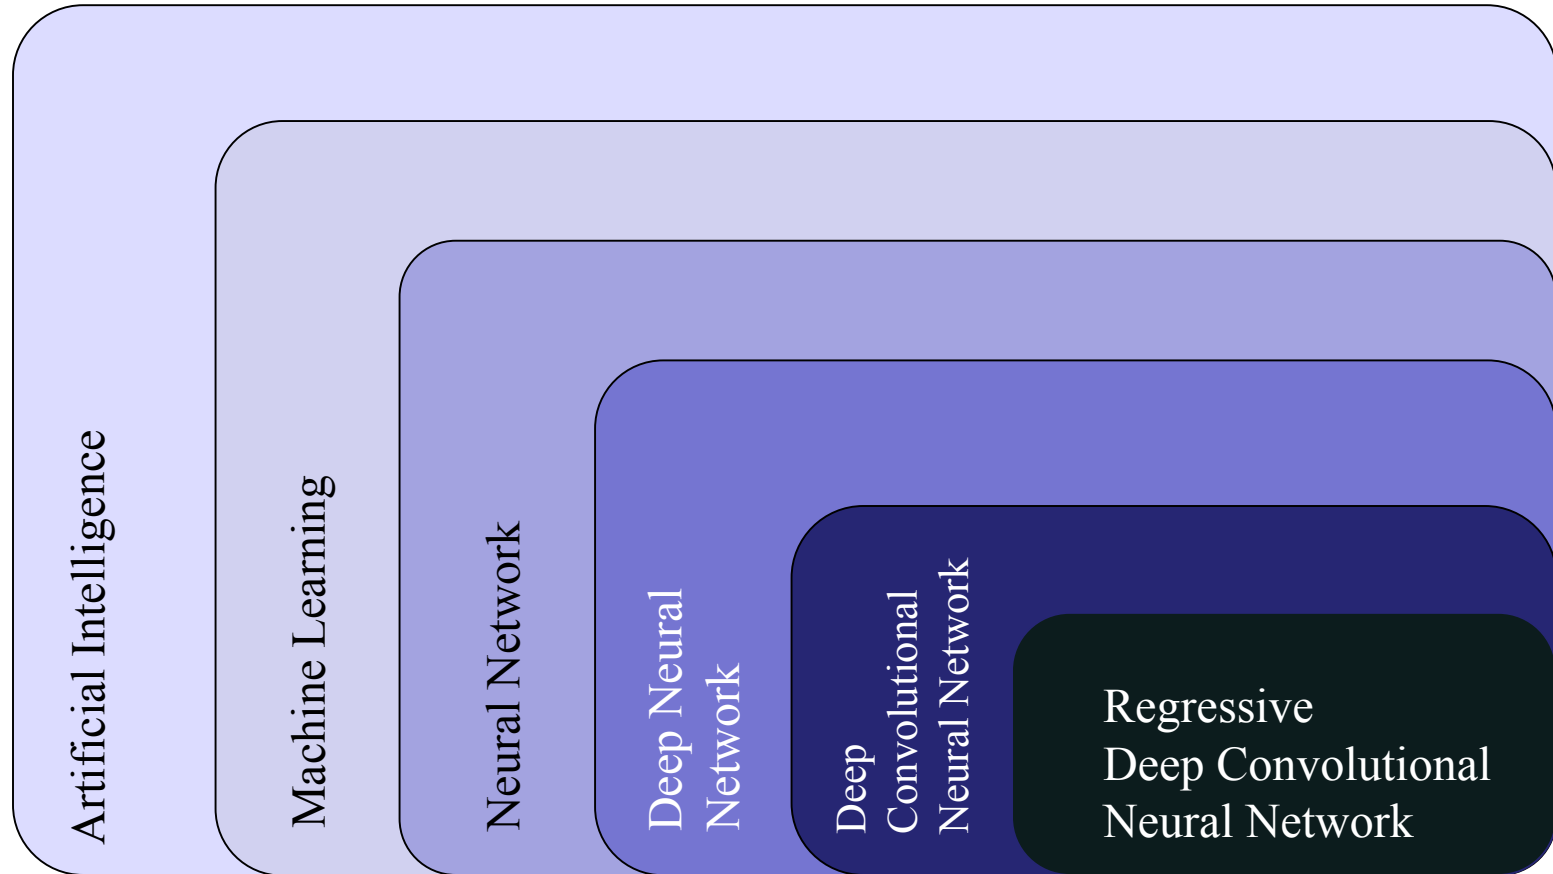 Artificial Intelligence
Machine Learning
Neural Network
Deep Neural
Network
Deep
Convolutional
Neural Network
Regressive
Deep Convolutional
Neural Network